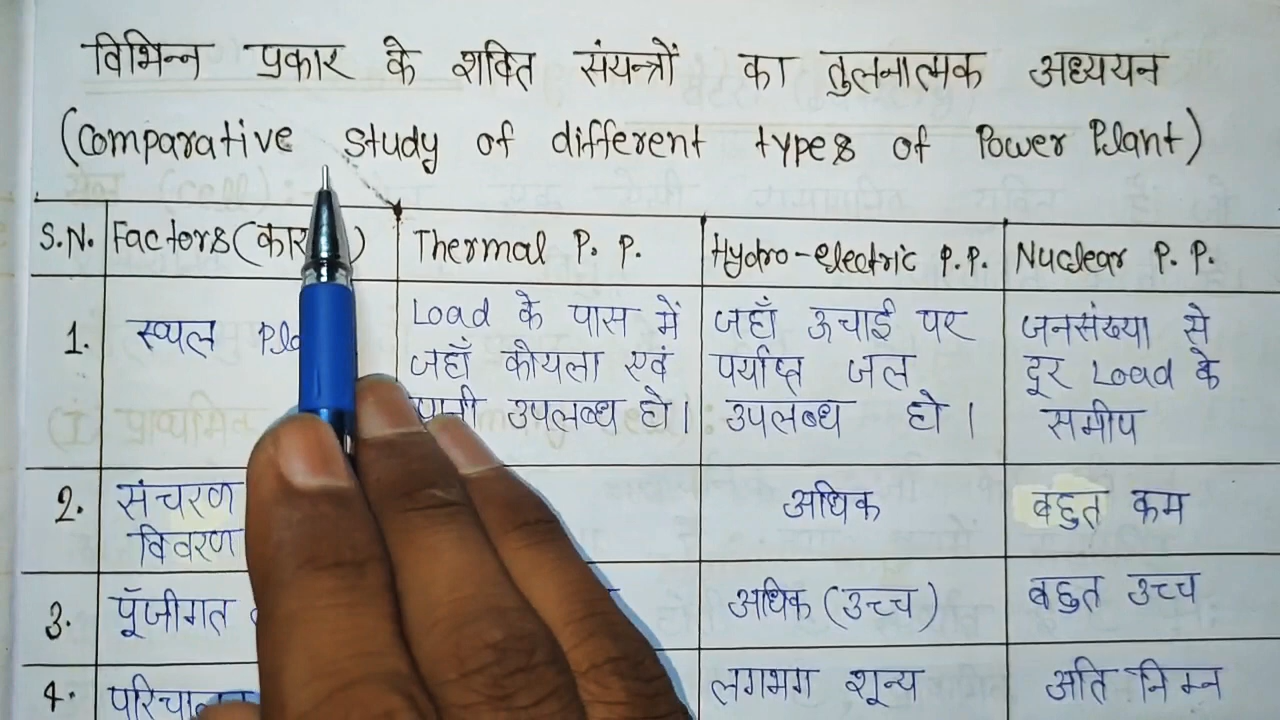 विभिन्न प्रकार के शक्ति संयन्त्रों का तुलनात्मक अध्ययन
(Comparative study of different types of Power Plant)
S.N. Factors Thermal P. P. Hydro-electric P.P. Nuclear P. P.
1. स्थल
Load के पास में
जहाँ कोयला एवं
उपलब्ध हो।
जहाँ ऊचाई पर
पर्याप्त जल
उपलब्ध हो।
जनसंख्या से
दूर Load के
समीप
2. संचरण
विवरण
अधिक
बहुत कम
3. पूँजीगत
अधिक (उच्च)
बहुत उच्च
4.
लगभग शून्य
अति निम्न